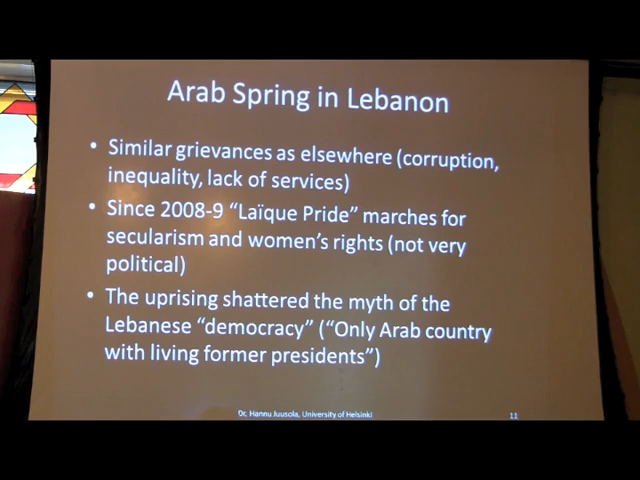 Arab Spring in Lebanon
• Similar grievances as elsewhere (corruption,
inequality, lack of services)
• Since 2008-9 “Laïque Pride” marches for
secularism and women’s rights (not very
political)
• The uprising shattered the myth of the
Lebanese “democracy” (“Only Arab country
with living former presidents”)
Dr. Hannu Juusola, University of Helsinki
11